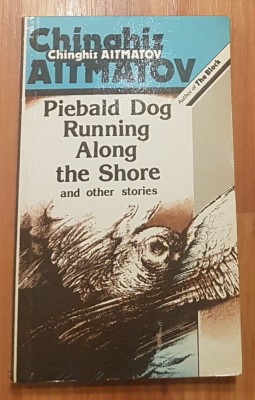 Chinghiz
Chinghiz AITMATOV
AITMATOV
Author of The Block
Piebald Dog
Running
Along
the Shore
and other stories